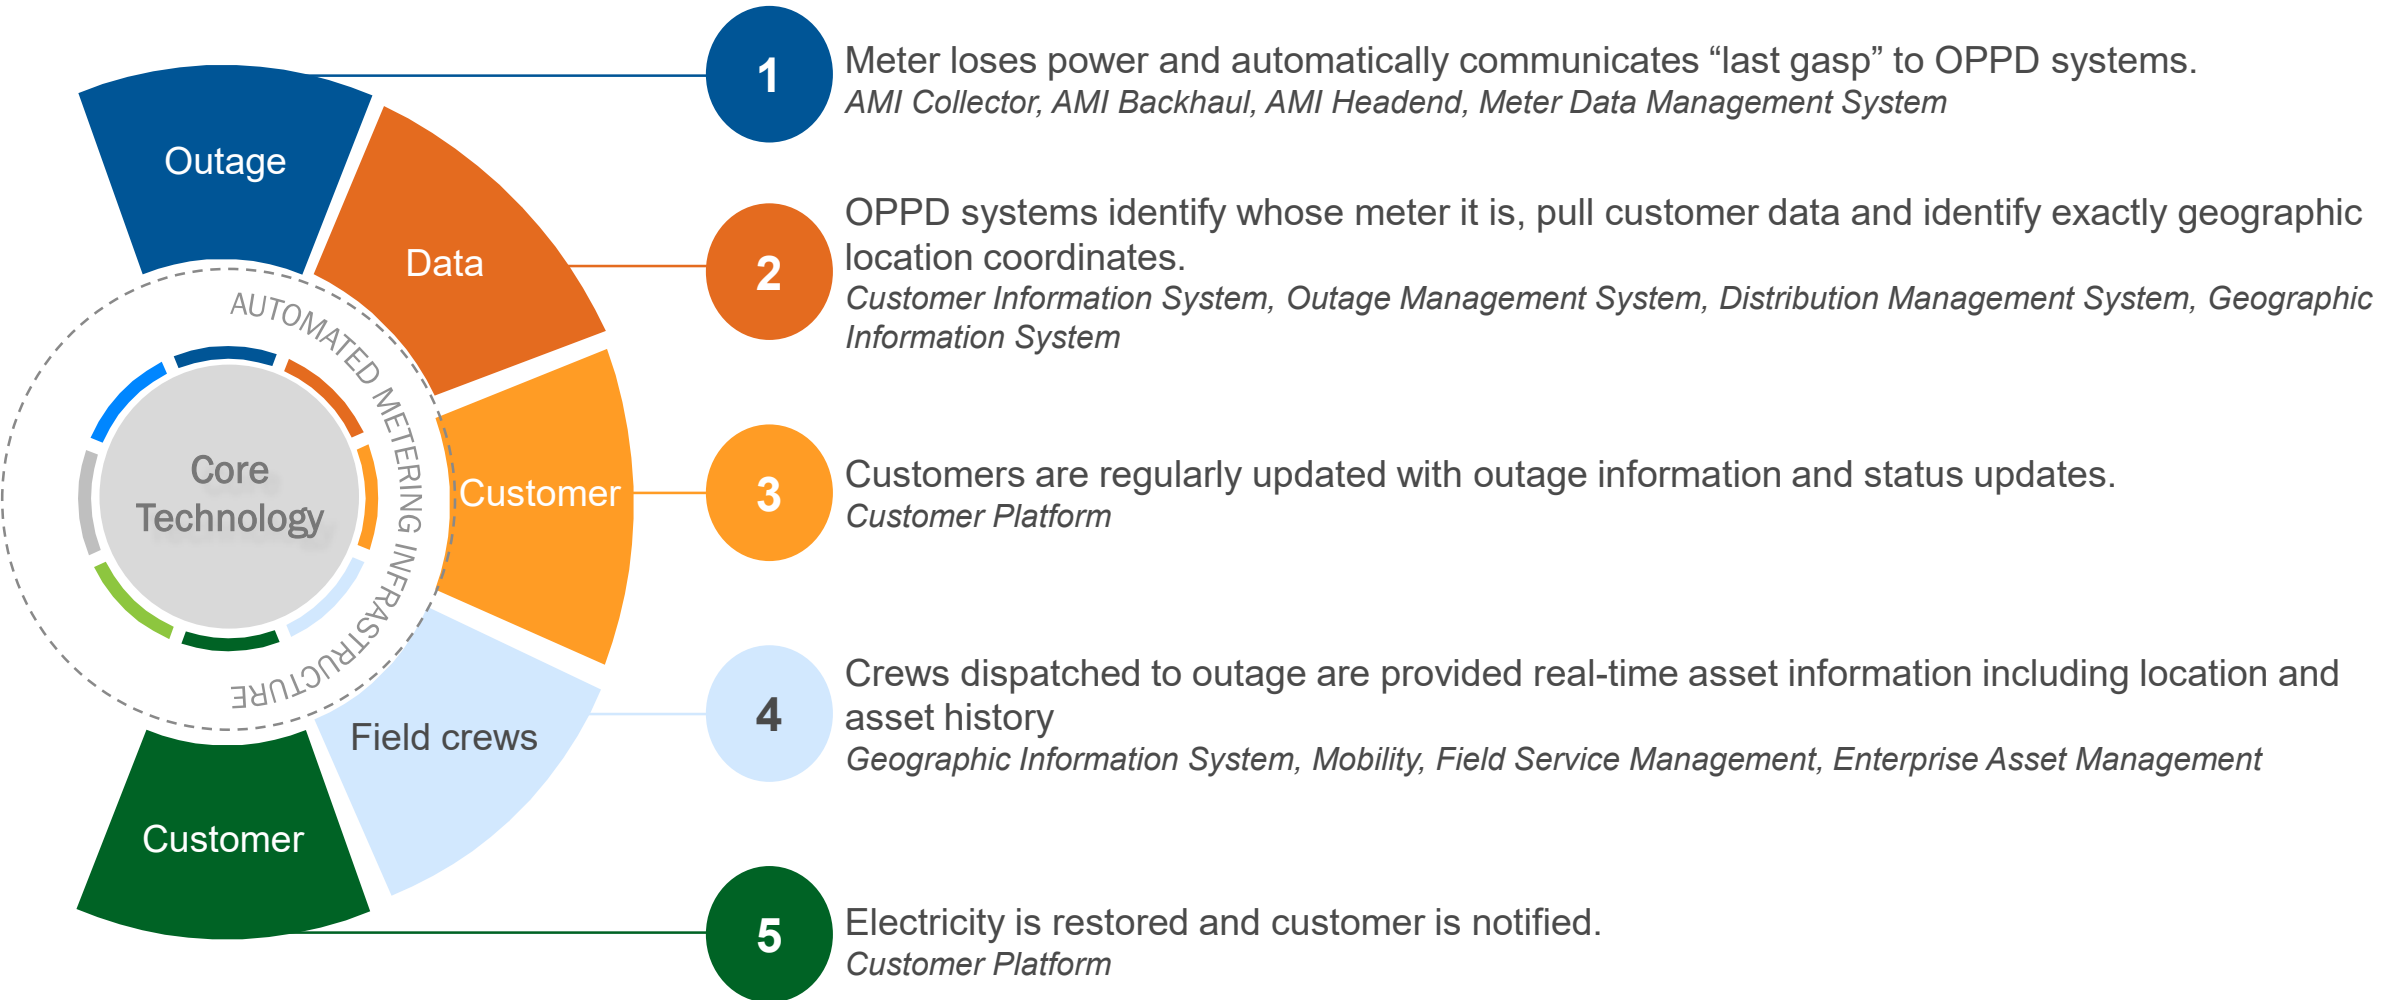 Outage
Data
Customer
Field crews
Customer
AUTOMATED METERING INFRASTRUCTURE
Core
Technology
1
Meter loses power and automatically communicates “last gasp” to OPPD systems.
AMI Collector, AMI Backhaul, AMI Headend, Meter Data Management System
2
OPPD systems identify whose meter it is, pull customer data and identify exactly geographic
location coordinates.
Customer Information System, Outage Management System, Distribution Management System, Geographic
Information System
3
Customers are regularly updated with outage information and status updates.
Customer Platform
4
Crews dispatched to outage are provided real-time asset information including location and
asset history
Geographic Information System, Mobility, Field Service Management, Enterprise Asset Management
5
Electricity is restored and customer is notified.
Customer Platform